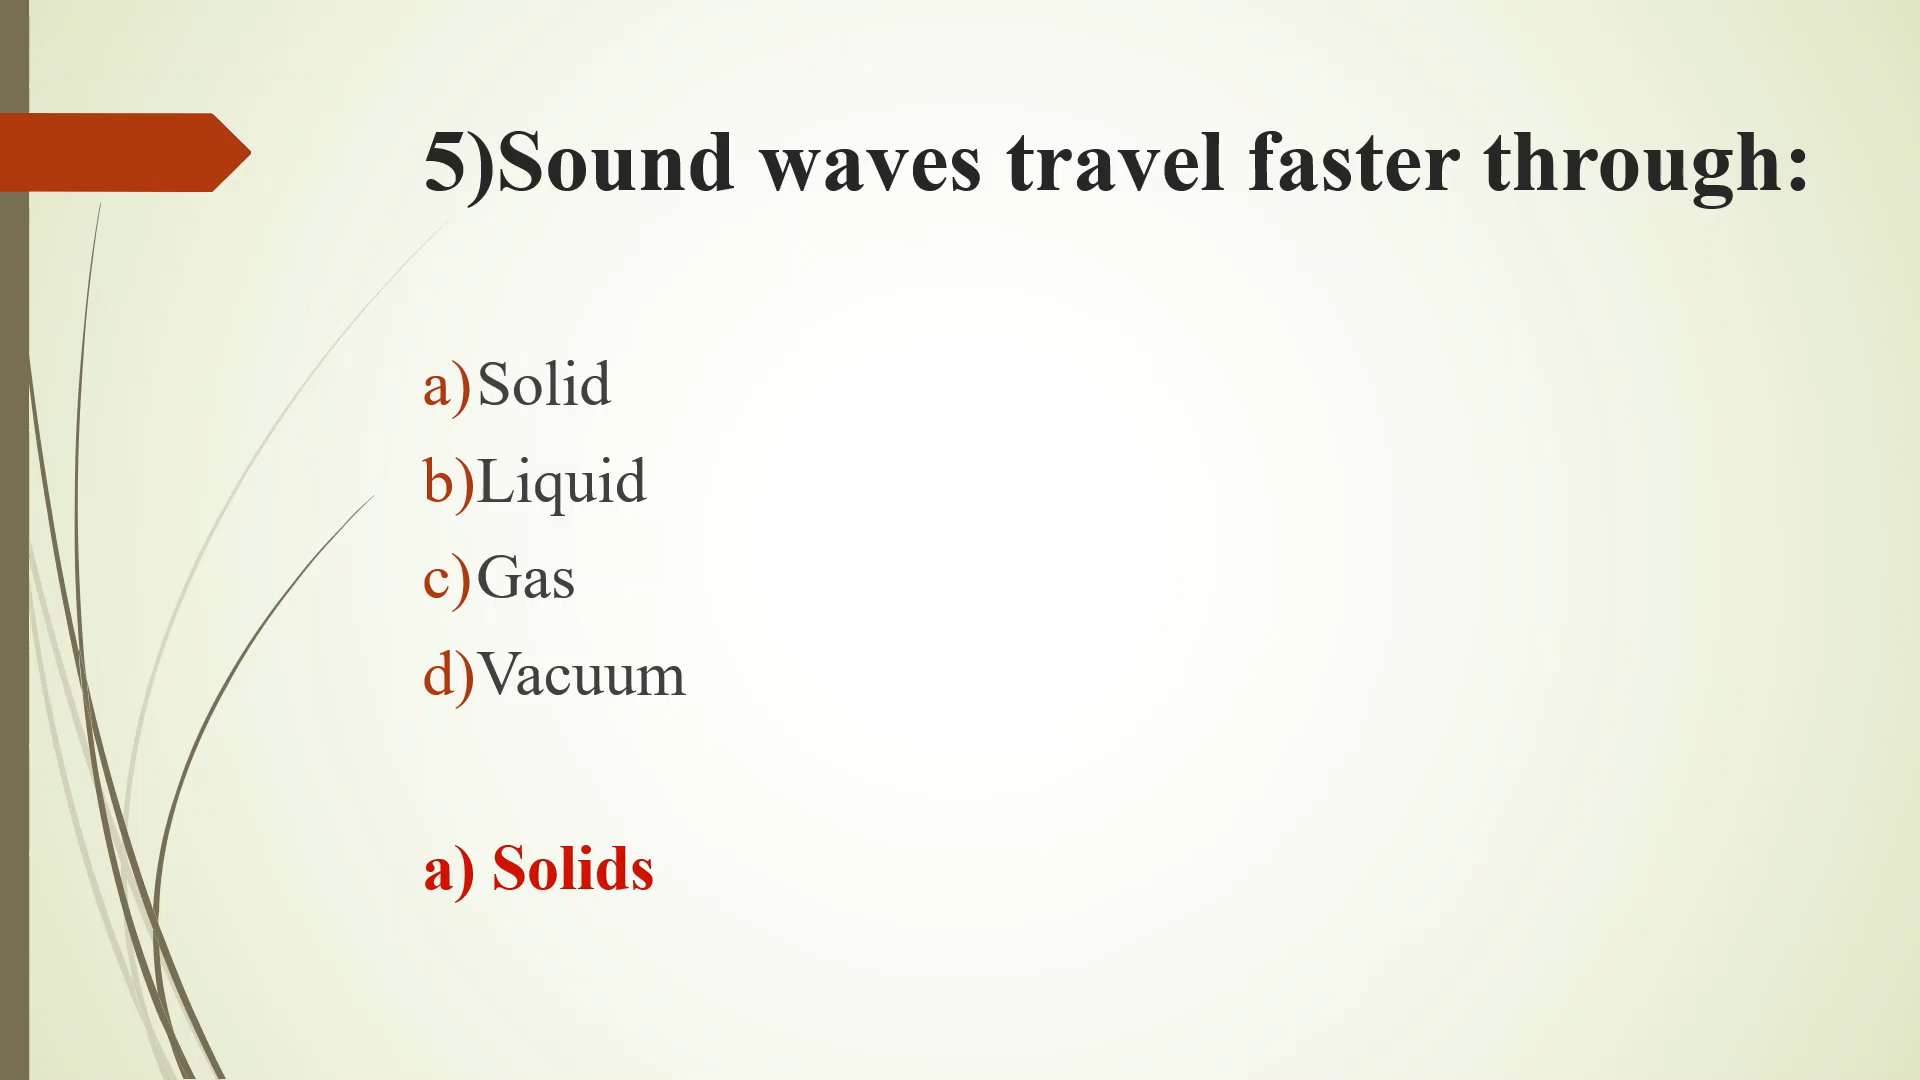 5)Sound waves travel faster through:
a)Solid
b)Liquid
c)Gas
d)Vacuum
a) Solids